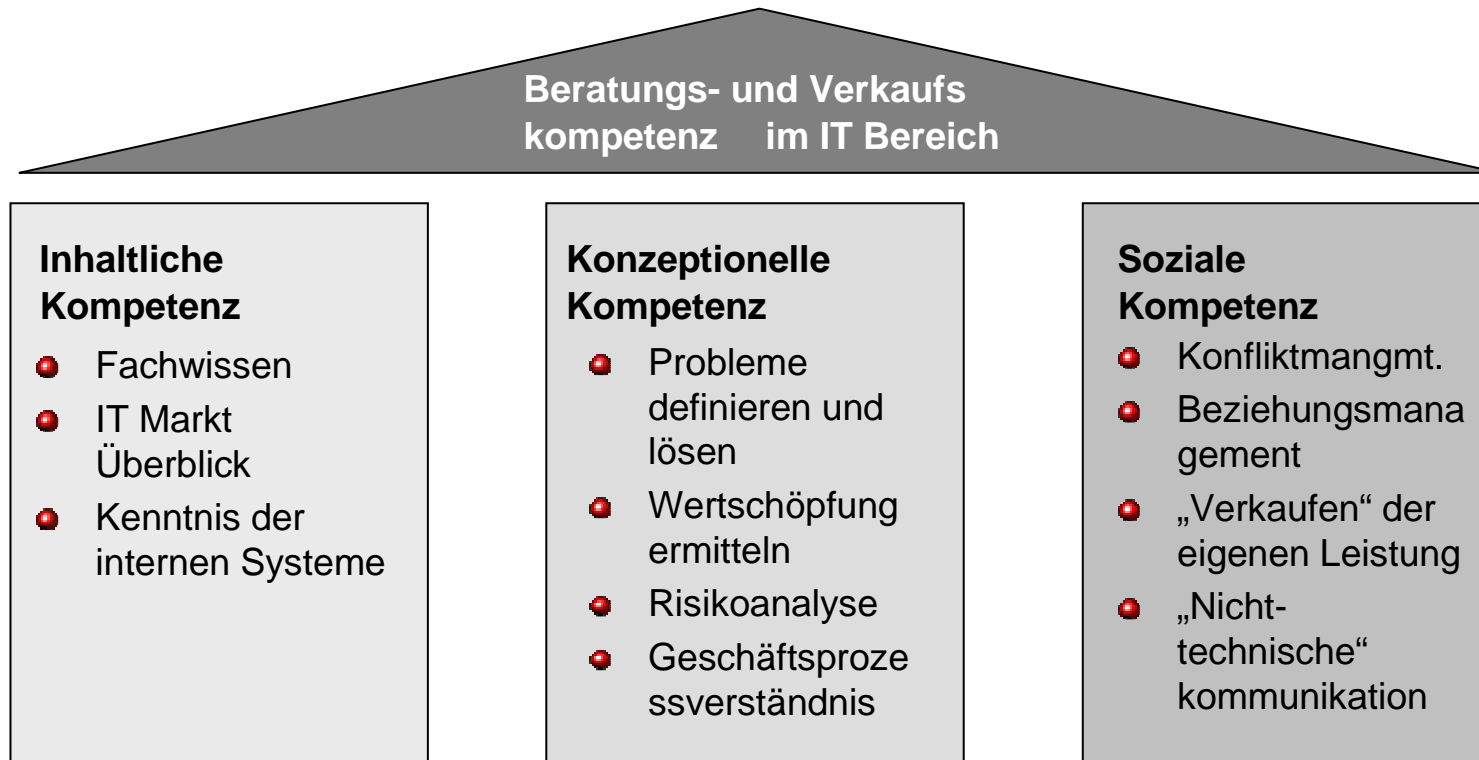 Beratungs- und Verkaufs
kompetenz im IT Bereich
Inhaltliche
Kompetenz
Fachwissen
IT Markt
Überblick
Kenntnis der
internen Systeme
Konzeptionelle
Kompetenz
Probleme
definieren und
lösen
Wertschöpfung
ermitteln
Risikoanalyse
Geschäftsproze
ssverständnis
Soziale
Kompetenz
Konfliktmangmt.
Beziehungsmana
gement
„Verkaufen“ der
eigenen Leistung
„Nicht-
technische“
kommunikation